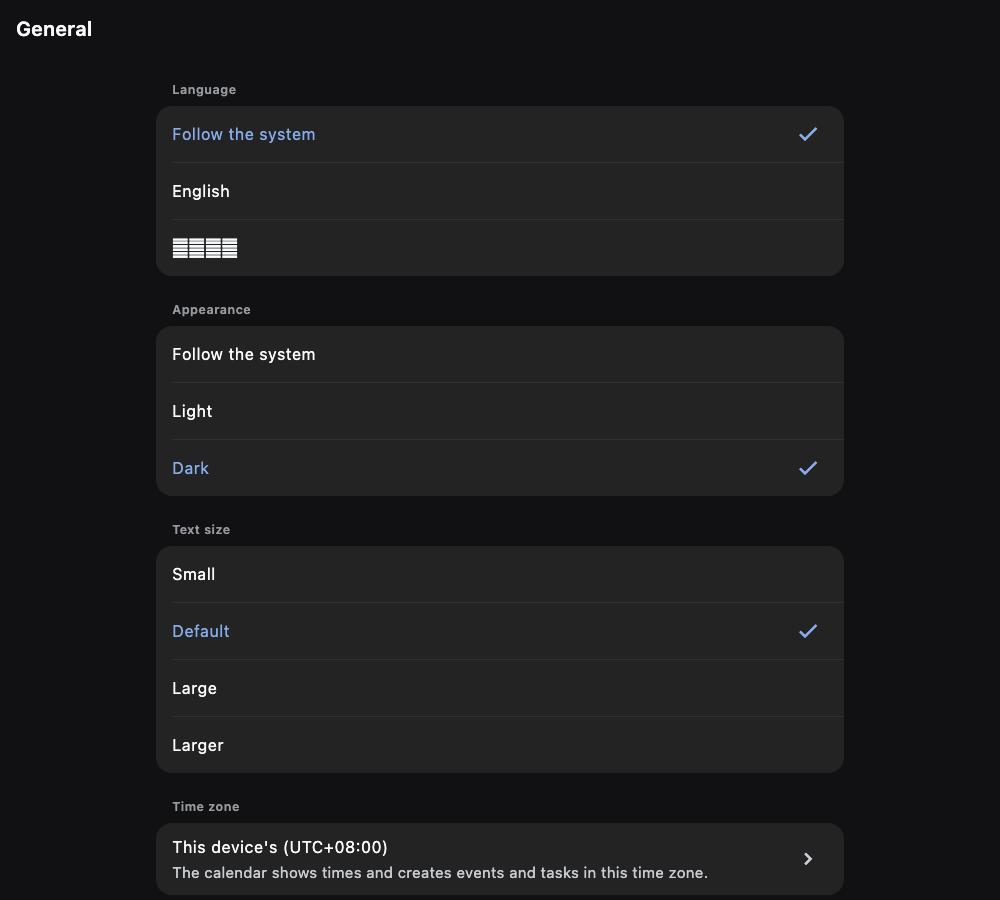 General
Language
Follow the system
English
Appearance
Follow the system
Light
Dark
Text size
Small
Default
Large
Larger
Time zone
This device's (UTC+08:00)
The calendar shows times and creates events and tasks in this time zone.